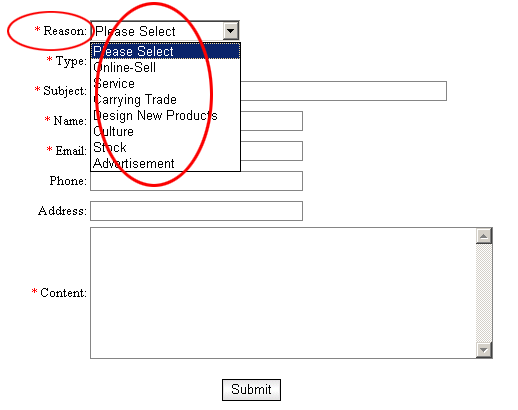 * Reason: Please Select
Please Select
* Type: Online-Sell
Service
* Subject: Carrying Trade
* Name: Design New Products
Culture
* Email: Stock
Advertisement
Phone:
Address:
* Content:
Submit